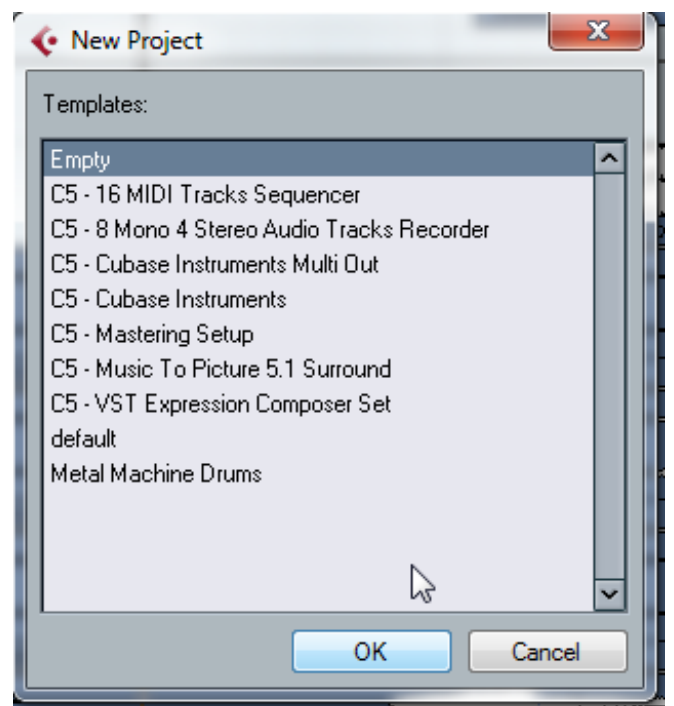 New Project
Templates:
Empty
C5 - 16 MIDI Tracks Sequencer
C5 - 8 Mono 4 Stereo Audio Tracks Recorder
C5 - Cubase Instruments Multi Out
C5 - Cubase Instruments
C5 - Mastering Setup
C5 - Music To Picture 5.1 Surround
C5 - VST Expression Composer Set
default
Metal Machine Drums
OK Cancel